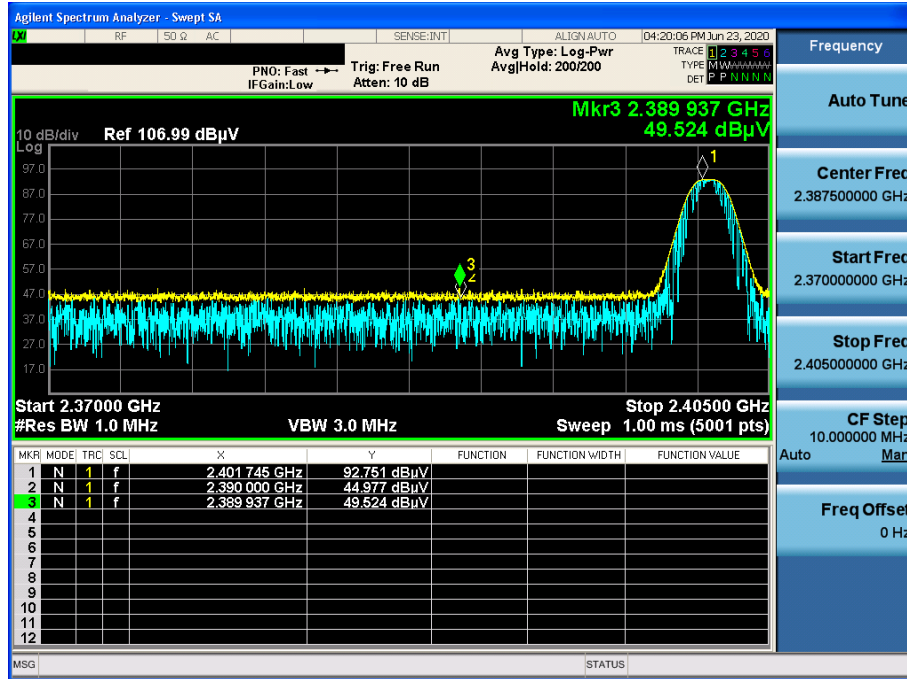 Agilent Spectrum Analyzer - Swept SA
LXI RF 50 Ω AC SENSE:INT ALIGN AUTO 04:20:06 PM Jun 23, 2020
PNO: Fast
IFGain:Low
Trig: Free Run
Atten: 10 dB
Avg Type: Log-Pwr
Avg|Hold: 200/200
TRACE 1 2 3 4 5 6
TYPE M W W W W W
DET P P N N N N
Mkr3 2.389 937 GHz
49.524 dBµV
10 dB/div Ref 106.99 dBµV
Log
97.0
87.0
77.0
67.0
57.0
47.0
37.0
27.0
17.0
1
3
2
Start 2.37000 GHz Stop 2.40500 GHz
#Res BW 1.0 MHz VBW 3.0 MHz Sweep 1.00 ms (5001 pts)
MKR MODE TRC SCL X Y FUNCTION FUNCTION WIDTH FUNCTION VALUE
1 N 1 f 2.401 745 GHz 92.751 dBµV
2 N 1 f 2.390 000 GHz 44.977 dBµV
3 N 1 f 2.389 937 GHz 49.524 dBµV
4
5
6
7
8
9
10
11
12
MSG STATUS
Frequency
Auto Tune
Center Freq
2.387500000 GHz
Start Freq
2.370000000 GHz
Stop Freq
2.405000000 GHz
CF Step
10.000000 MHz
Auto Man
Freq Offset
0 Hz